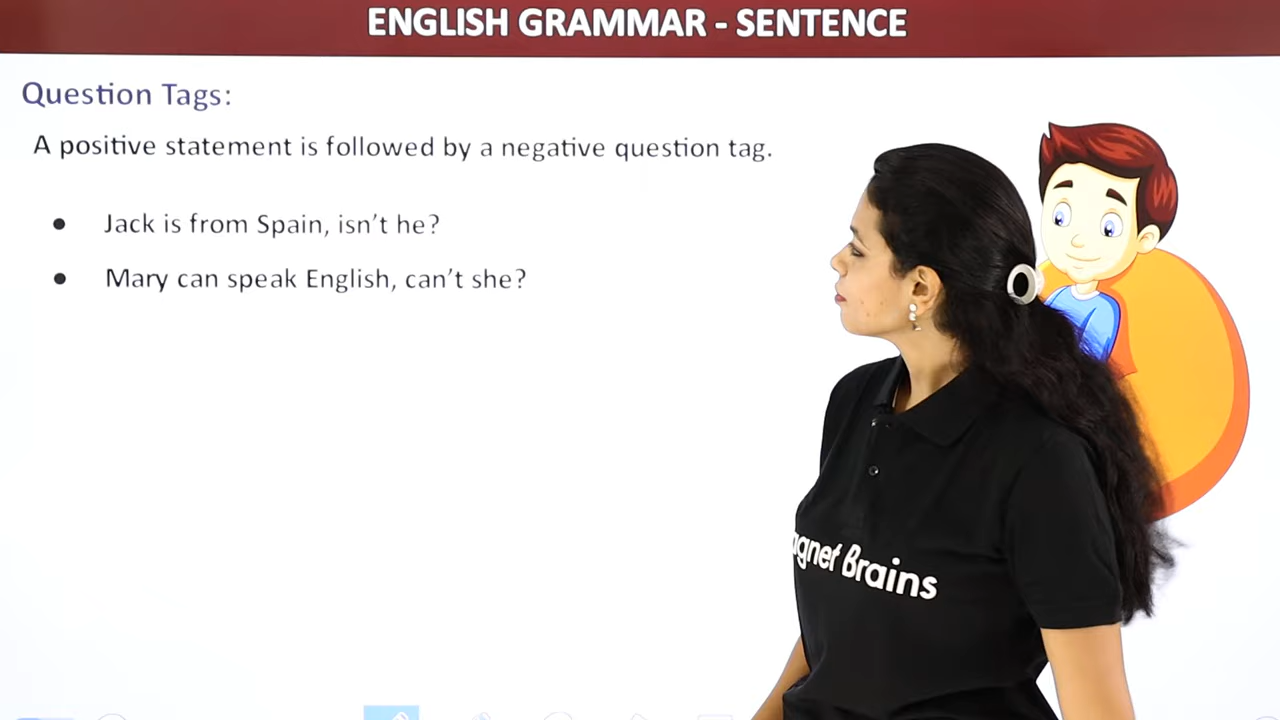 ENGLISH GRAMMAR - SENTENCE
Question Tags:
A positive statement is followed by a negative question tag.
● Jack is from Spain, isn’t he?
● Mary can speak English, can’t she?
agnet Brains